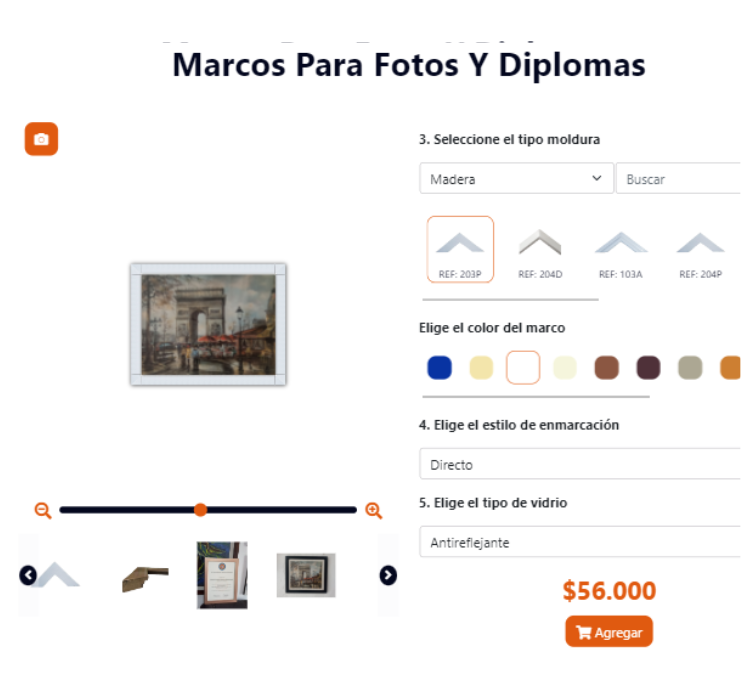 Marcos Para Fotos Y Diplomas
3. Seleccione el tipo moldura
Madera
Buscar
REF: 203P
REF: 204D
REF: 103A
REF: 204P
Elige el color del marco
4. Elige el estilo de enmarcación
Directo
5. Elige el tipo de vidrio
Antireflejante
$56.000
Agregar